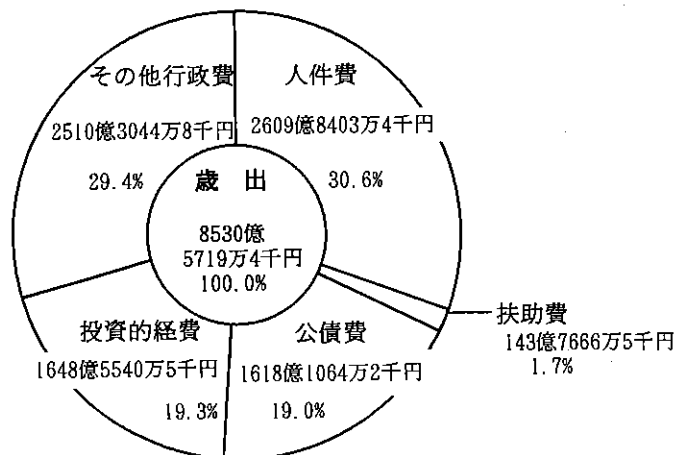 その他行政費
2510億3044万8千円
29.4%
人件費
2609億8403万4千円
30.6%
歳 出
8530億
5719万4千円
100.0%
扶助費
143億7666万5千円
1.7%
投資的経費
1648億5540万5千円
19.3%
公債費
1618億1064万2千円
19.0%